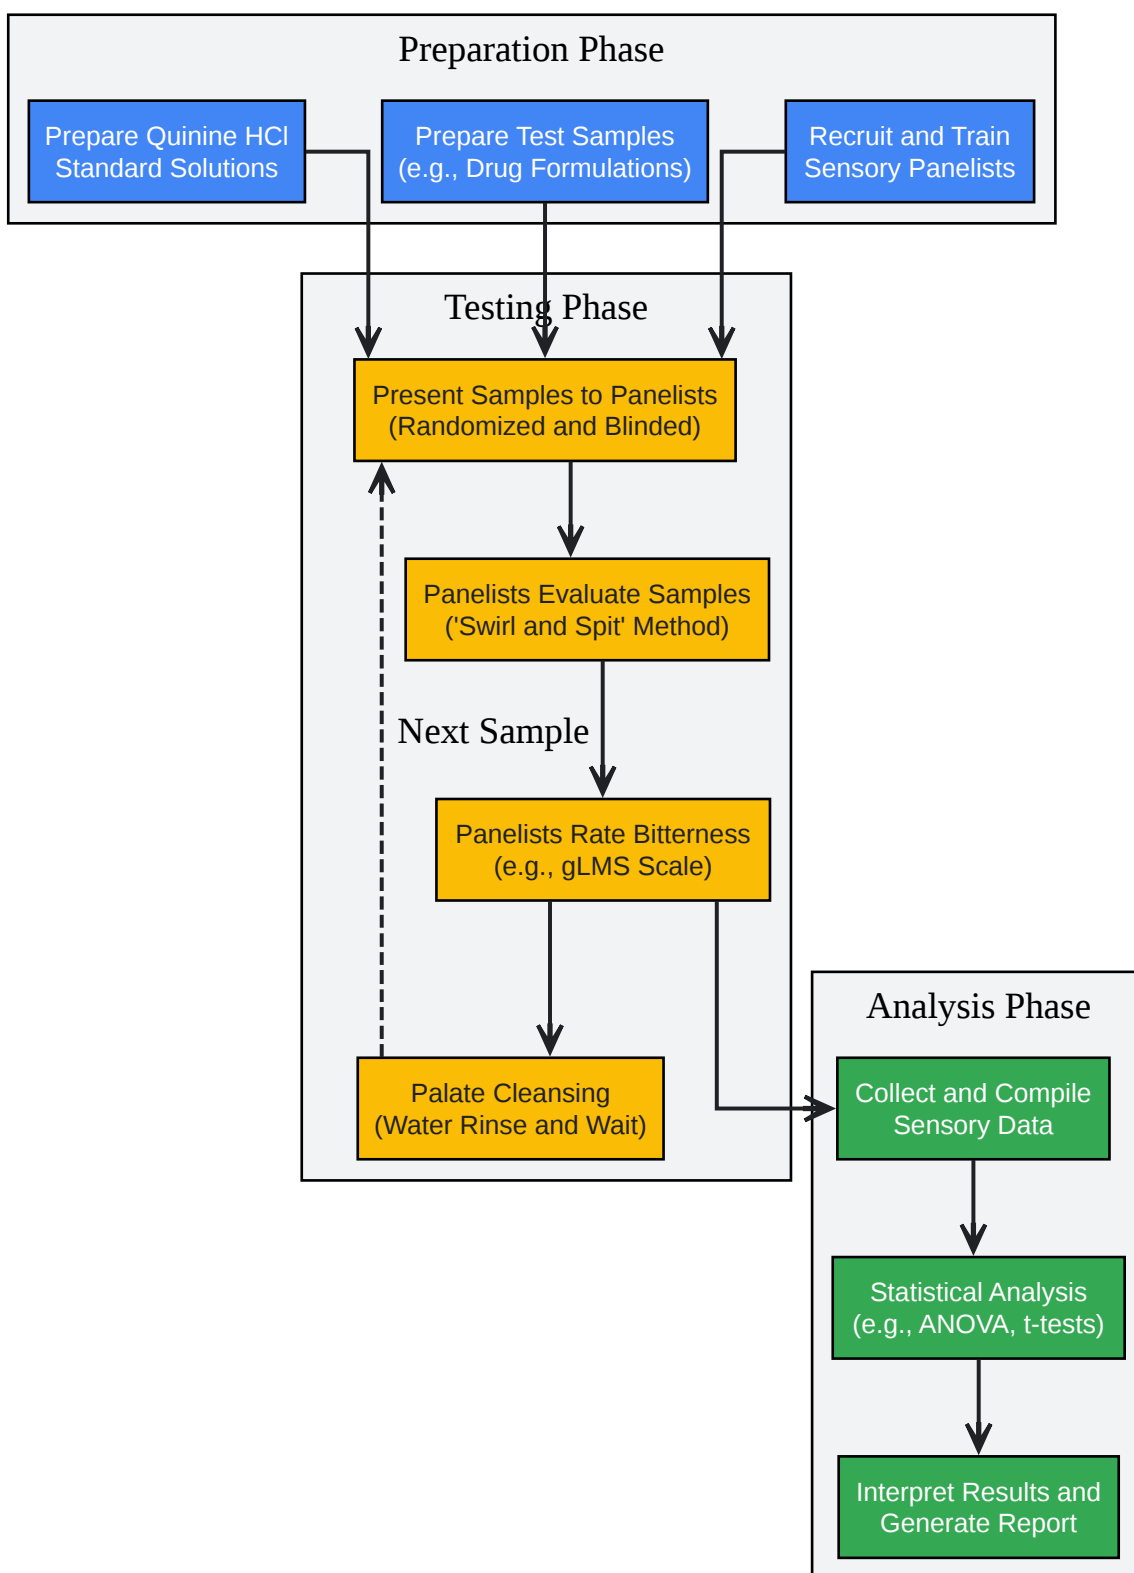 Preparation Phase
Prepare Quinine HCl
Standard Solutions
Prepare Test Samples
(e.g., Drug Formulations)
Recruit and Train
Sensory Panelists
Testing Phase
Present Samples to Panelists
(Randomized and Blinded)
Panelists Evaluate Samples
('Swirl and Spit' Method)
Next Sample
Panelists Rate Bitterness
(e.g., gLMS Scale)
Palate Cleansing
(Water Rinse and Wait)
Analysis Phase
Collect and Compile
Sensory Data
Statistical Analysis
(e.g., ANOVA, t-tests)
Interpret Results and
Generate Report